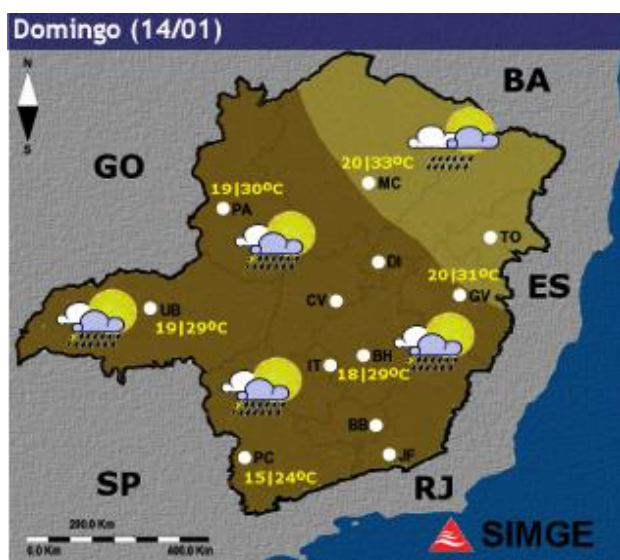 Domingo (14/01)
N
S
BA
GO
20|33ºC
MC
19|30ºC
PA
TO
DI
20|31ºC
ES
CV
GV
UB
19|29ºC
BH
IT
18|29ºC
BB
PC
JF
15|24ºC
SP
RJ
200.0 Km
0.0 Km
400.0 Km
SIMGE